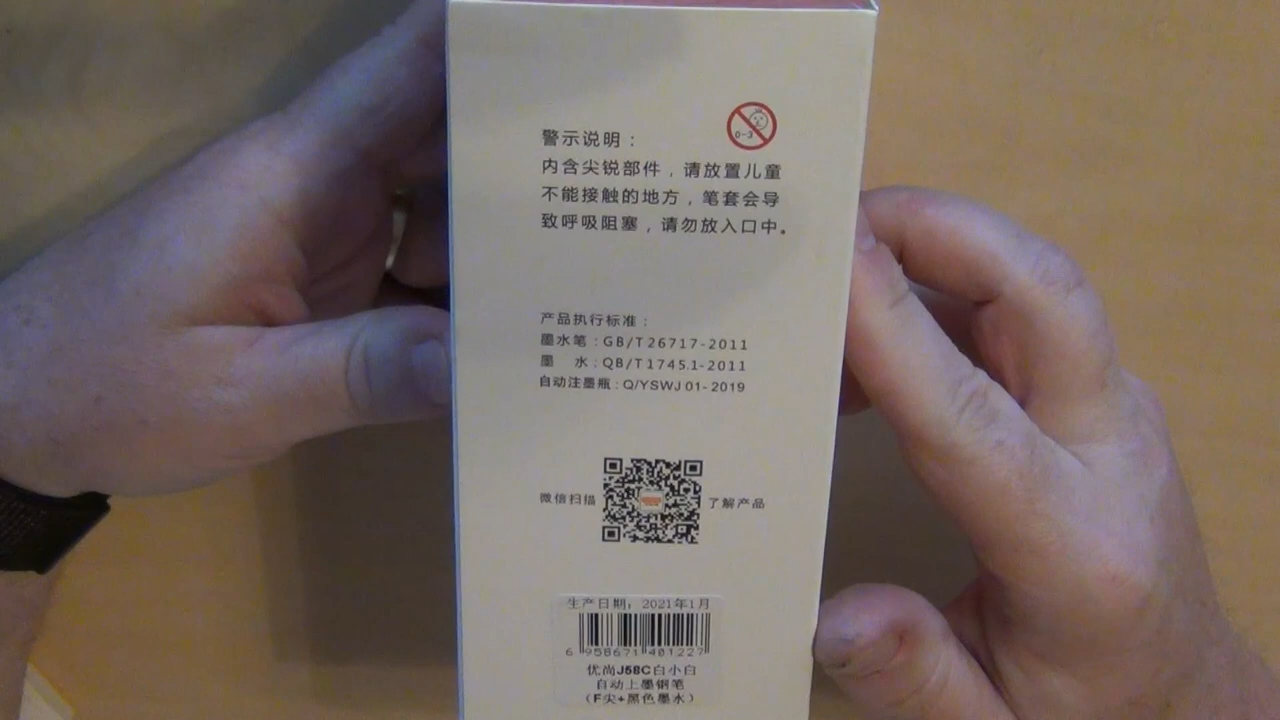 0-3
警示说明：
内含尖锐部件，请放置儿童
不能接触的地方，笔套会导
致呼吸阻塞，请勿放入口中。
产品执行标准：
墨水笔：GB/T26717-2011
墨　水：QB/T1745.1-2011
自动注墨瓶：Q/YSWJ 01-2019
微信扫描 了解产品
生产日期：2021年1月
6 958671 401227
优尚J58C白小白
自动上墨钢笔
（F尖+黑色墨水）